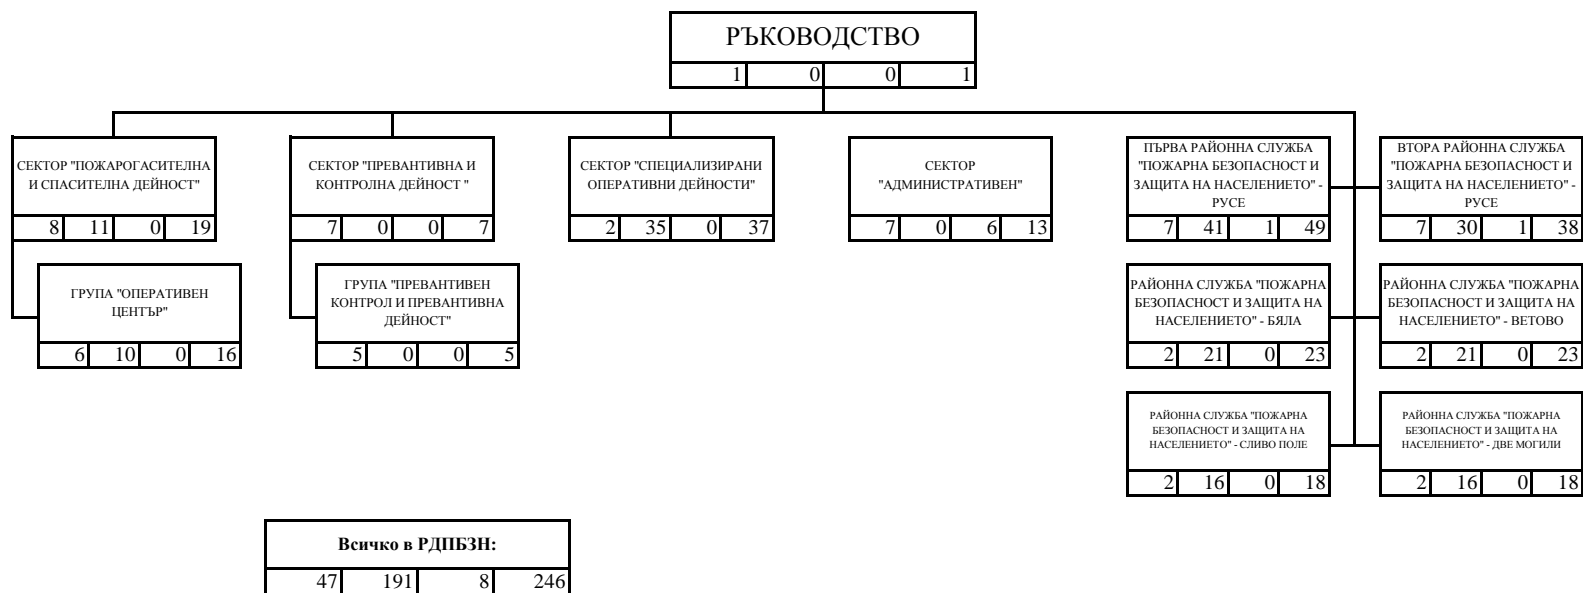 РЪКОВОДСТВО
1 0 0 1
СЕКТОР "ПОЖАРОГАСИТЕЛНА
И СПАСИТЕЛНА ДЕЙНОСТ"
8 11 0 19
СЕКТОР "ПРЕВАНТИВНА И
КОНТРОЛНА ДЕЙНОСТ "
7 0 0 7
СЕКТОР "СПЕЦИАЛИЗИРАНИ
ОПЕРАТИВНИ ДЕЙНОСТИ"
2 35 0 37
СЕКТОР
"АДМИНИСТРАТИВЕН"
7 0 6 13
ПЪРВА РАЙОННА СЛУЖБА
"ПОЖАРНА БЕЗОПАСНОСТ И
ЗАЩИТА НА НАСЕЛЕНИЕТО" -
РУСЕ
7 41 1 49
ВТОРА РАЙОННА СЛУЖБА
"ПОЖАРНА БЕЗОПАСНОСТ И
ЗАЩИТА НА НАСЕЛЕНИЕТО" -
РУСЕ
7 30 1 38
ГРУПА "ОПЕРАТИВЕН
ЦЕНТЪР"
6 10 0 16
ГРУПА "ПРЕВАНТИВЕН
КОНТРОЛ И ПРЕВАНТИВНА
ДЕЙНОСТ"
5 0 0 5
РАЙОННА СЛУЖБА "ПОЖАРНА
БЕЗОПАСНОСТ И ЗАЩИТА НА
НАСЕЛЕНИЕТО" - БЯЛА
2 21 0 23
РАЙОННА СЛУЖБА "ПОЖАРНА
БЕЗОПАСНОСТ И ЗАЩИТА НА
НАСЕЛЕНИЕТО" - ВЕТОВО
2 21 0 23
РАЙОННА СЛУЖБА "ПОЖАРНА
БЕЗОПАСНОСТ И ЗАЩИТА НА
НАСЕЛЕНИЕТО" - СЛИВО ПОЛЕ
2 16 0 18
РАЙОННА СЛУЖБА "ПОЖАРНА
БЕЗОПАСНОСТ И ЗАЩИТА НА
НАСЕЛЕНИЕТО" - ДВЕ МОГИЛИ
2 16 0 18
Всичко в РДПБЗН:
47 191 8 246